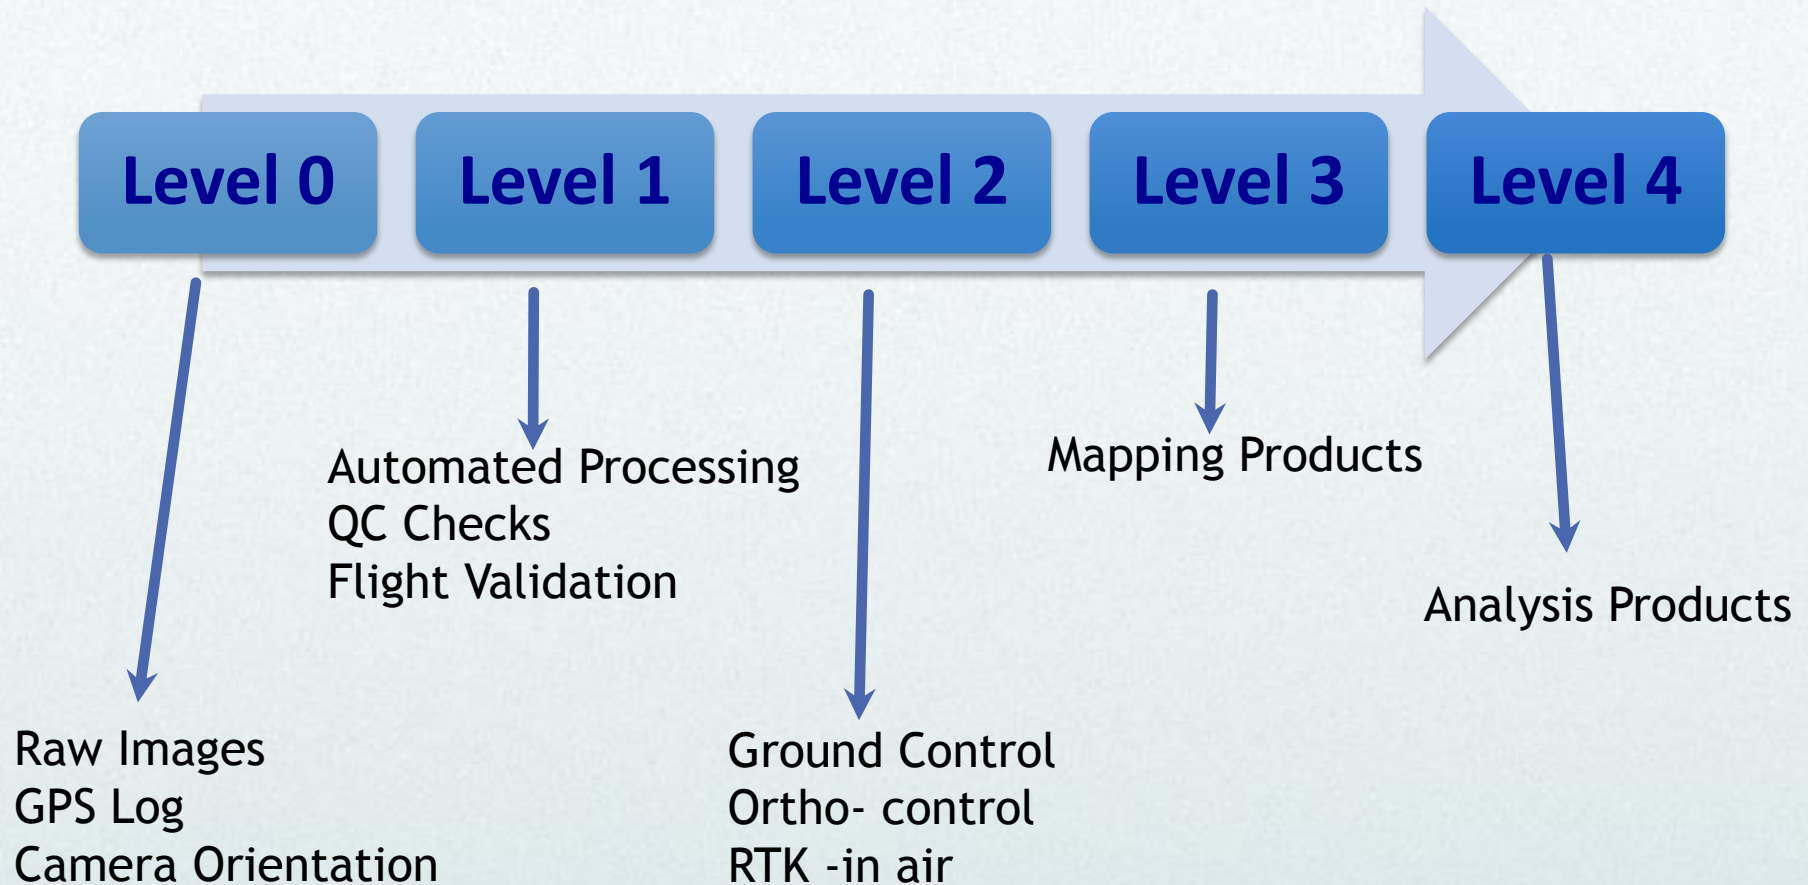 Level 0
Level 1
Level 2
Level 3
Level 4
Automated Processing
QC Checks
Flight Validation
Mapping Products
Analysis Products
Raw Images
GPS Log
Camera Orientation
Ground Control
Ortho- control
RTK -in air